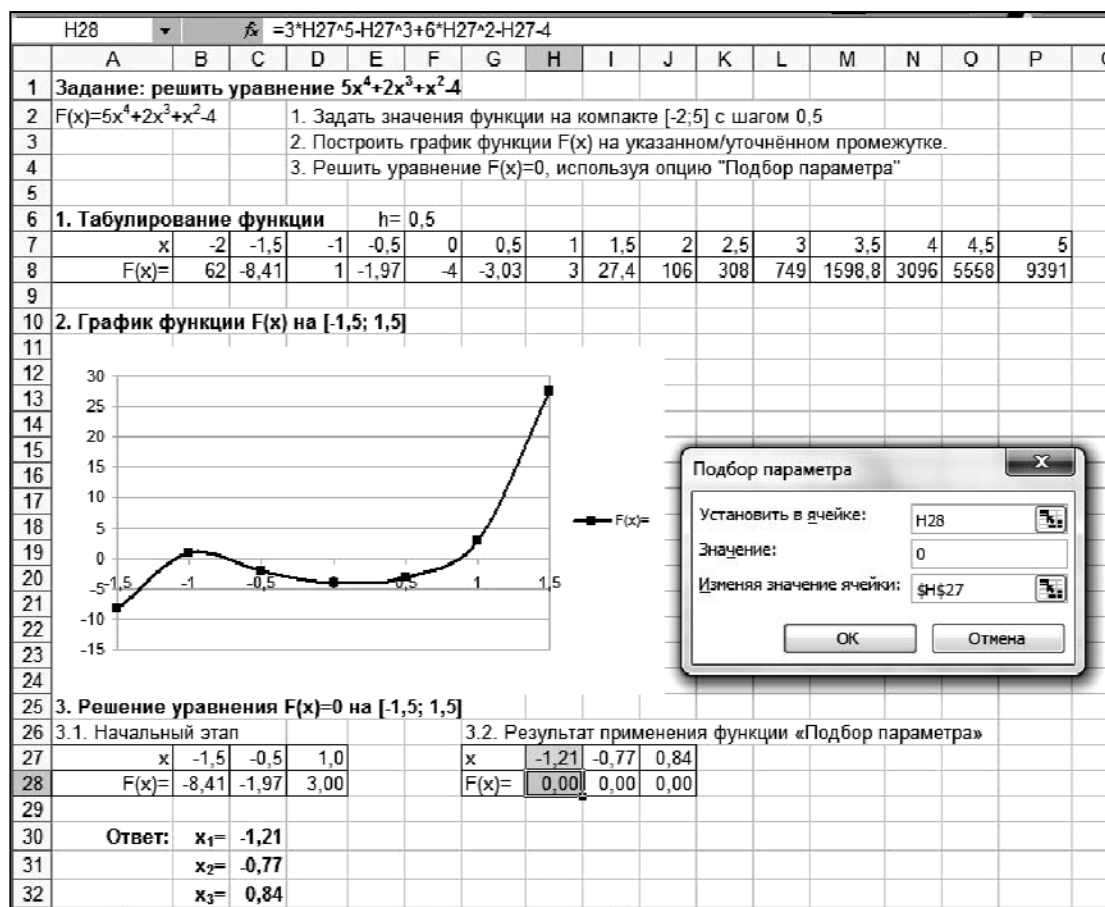 H28 fx =3*H27^5-H27^3+6*H27^2-H27-4
A B C D E F G H I J K L M N O P
1 Задание: решить уравнение 5x⁴+2x³+x²-4
2 F(x)=5x⁴+2x³+x²-4 1. Задать значения функции на компакте [-2;5] с шагом 0,5
3 2. Построить график функции F(x) на указанном/уточнённом промежутке.
4 3. Решить уравнение F(x)=0, используя опцию "Подбор параметра"
5
6 1. Табулирование функции h= 0,5
7 x -2 -1,5 -1 -0,5 0 0,5 1 1,5 2 2,5 3 3,5 4 4,5 5
8 F(x)= 62 -8,41 1 -1,97 -4 -3,03 3 27,4 106 308 749 1598,8 3096 5558 9391
9
10 2. График функции F(x) на [-1,5; 1,5]
11
12
13
14
15
16
17
18
19
20
21
22
23
24
30
25
20
15
10
5
0
-5
-10
-15
-1,5 -1 -0,5 0,5 1 1,5
F(x)=
Подбор параметра
x
Установить в ячейке: H28
Значение: 0
Изменяя значение ячейки: $H$27
ОК Отмена
25 3. Решение уравнения F(x)=0 на [-1,5; 1,5]
26 3.1. Начальный этап 3.2. Результат применения функции «Подбор параметра»
27 x -1,5 -0,5 1,0 x -1,21 -0,77 0,84
28 F(x)= -8,41 -1,97 3,00 F(x)= 0,00 0,00 0,00
29
30 Ответ: x₁= -1,21
31 x₂= -0,77
32 x₃= 0,84